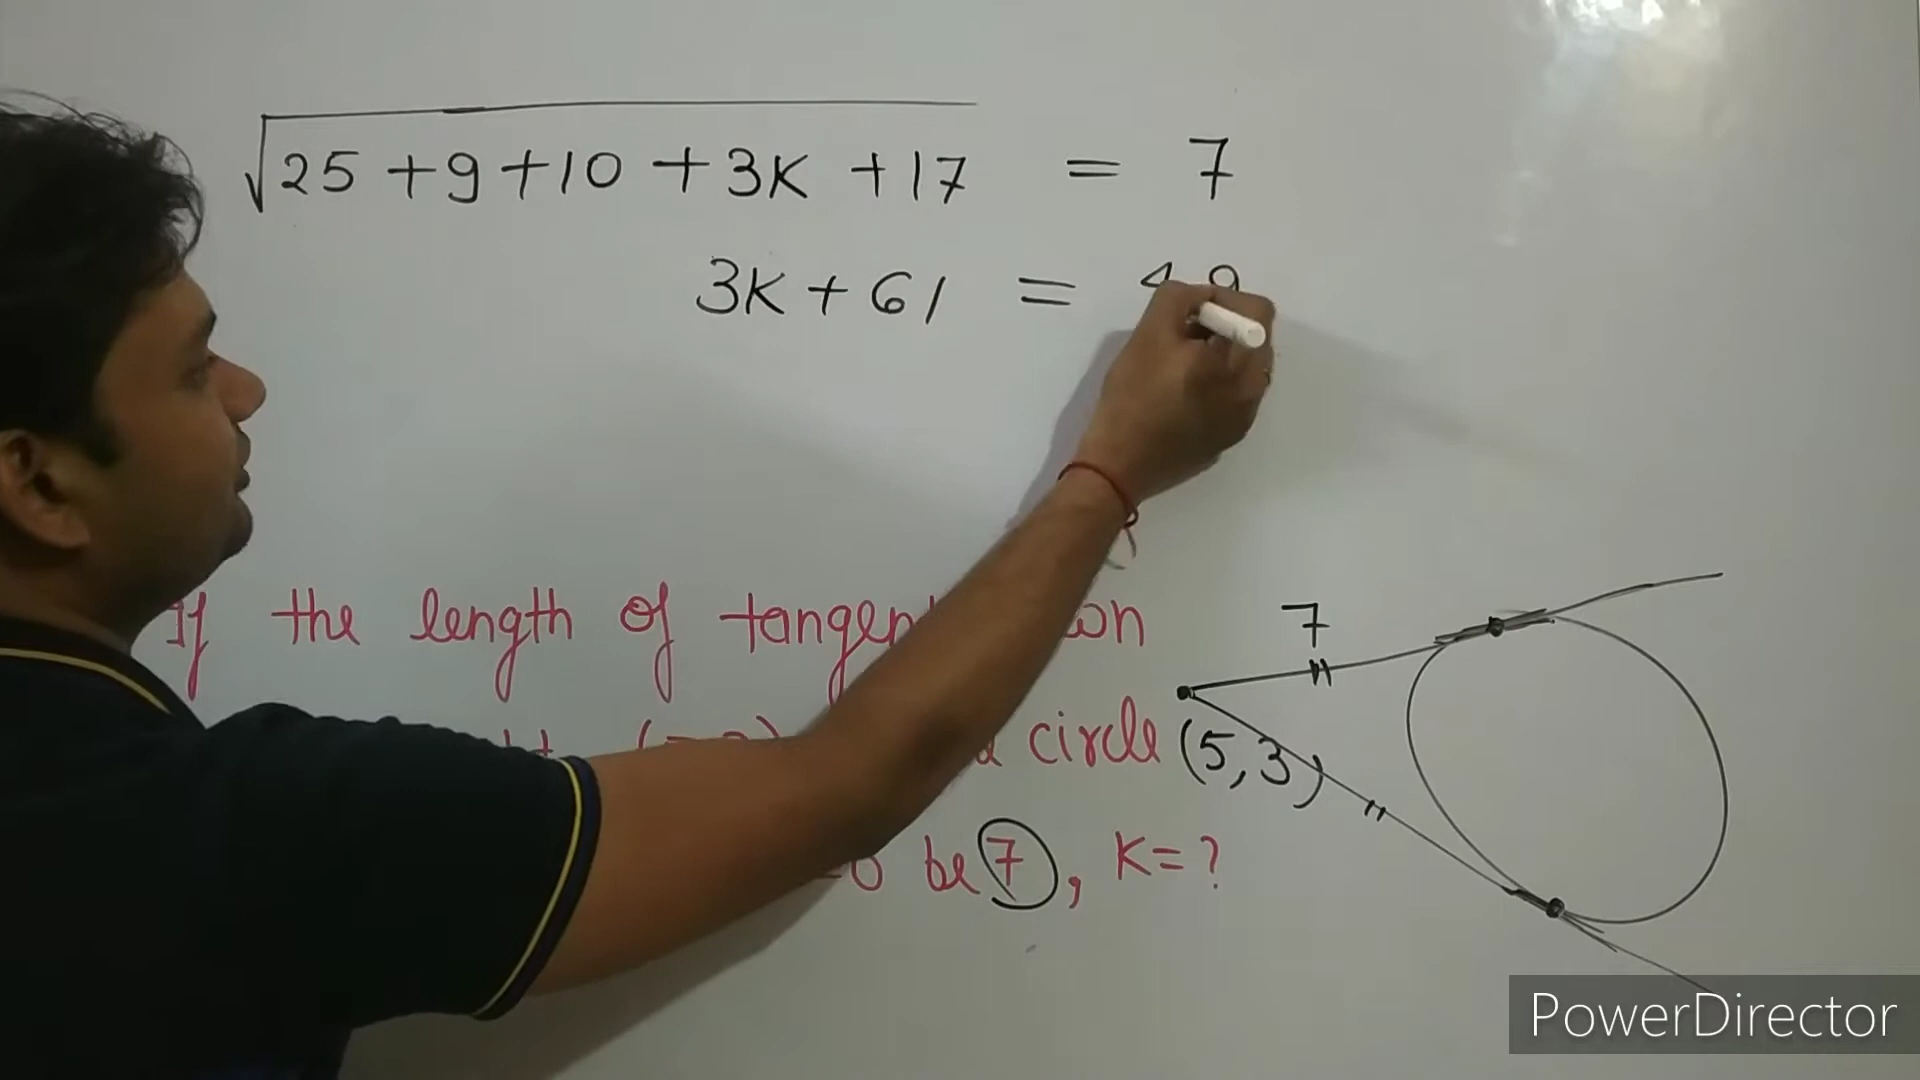 √25 + 9 + 10 + 3K + 17 = 7
3K + 61 = 49
If the length of
circle
be 7, K = ?
7
(5, 3)
PowerDirector